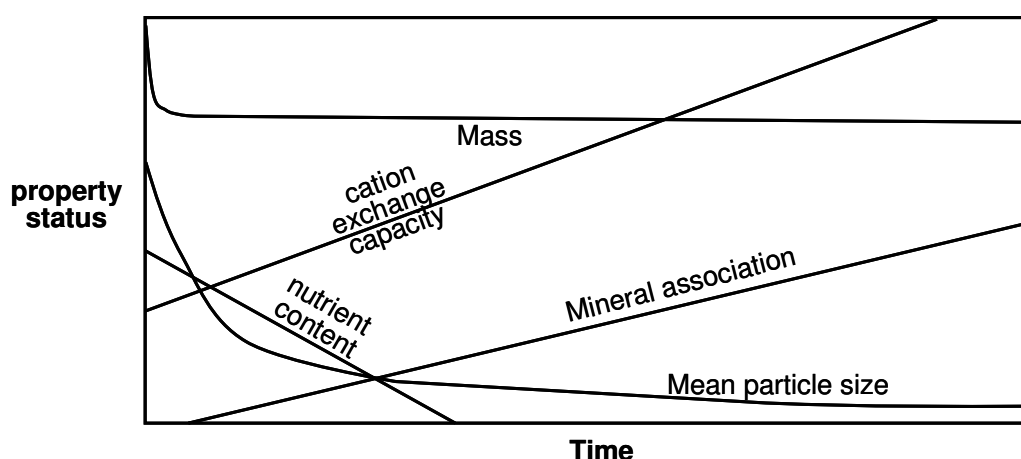 Mass
cation
exchange
capacity
property
status
nutrient
content
Mineral association
Mean particle size
Time